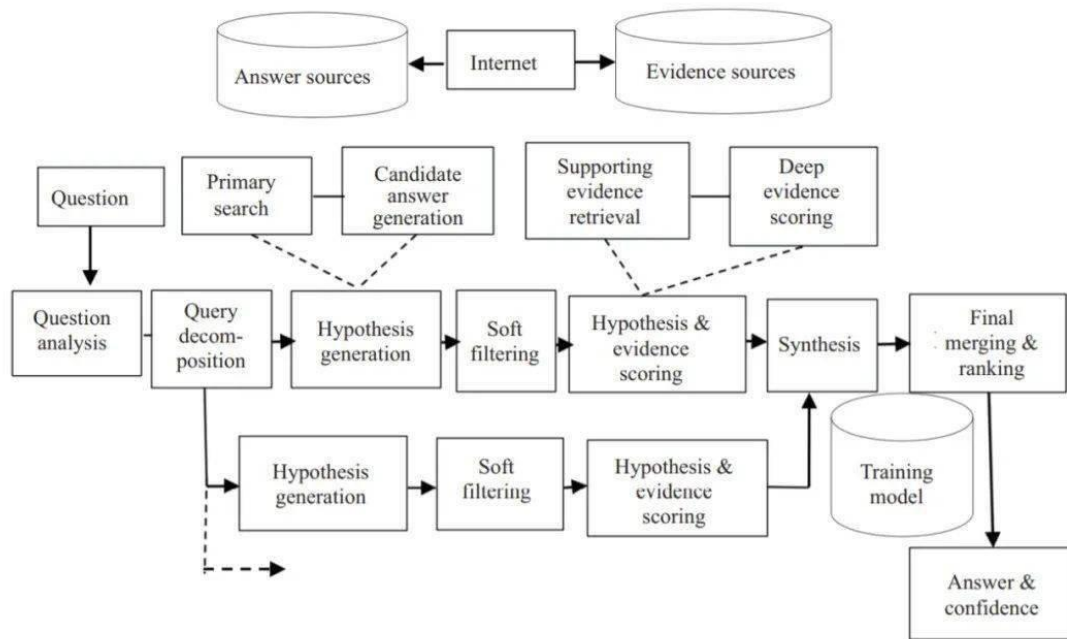 Answer sources
Internet
Evidence sources
Question
Primary
search
Candidate
answer
generation
Supporting
evidence
retrieval
Deep
evidence
scoring
Question
analysis
Query
decom-
position
Hypothesis
generation
Soft
filtering
Hypothesis &
evidence
scoring
Synthesis
Final
merging &
ranking
Hypothesis
generation
Soft
filtering
Hypothesis &
evidence
scoring
Training
model
Answer &
confidence